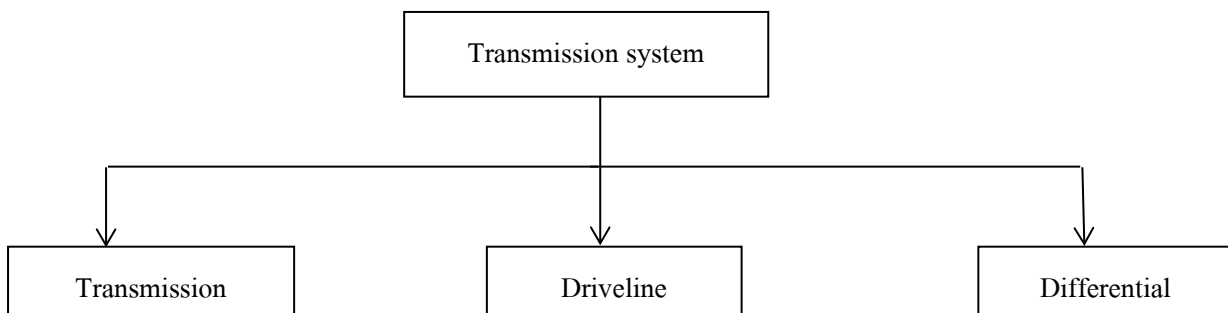 Transmission system
Transmission
Driveline
Differential